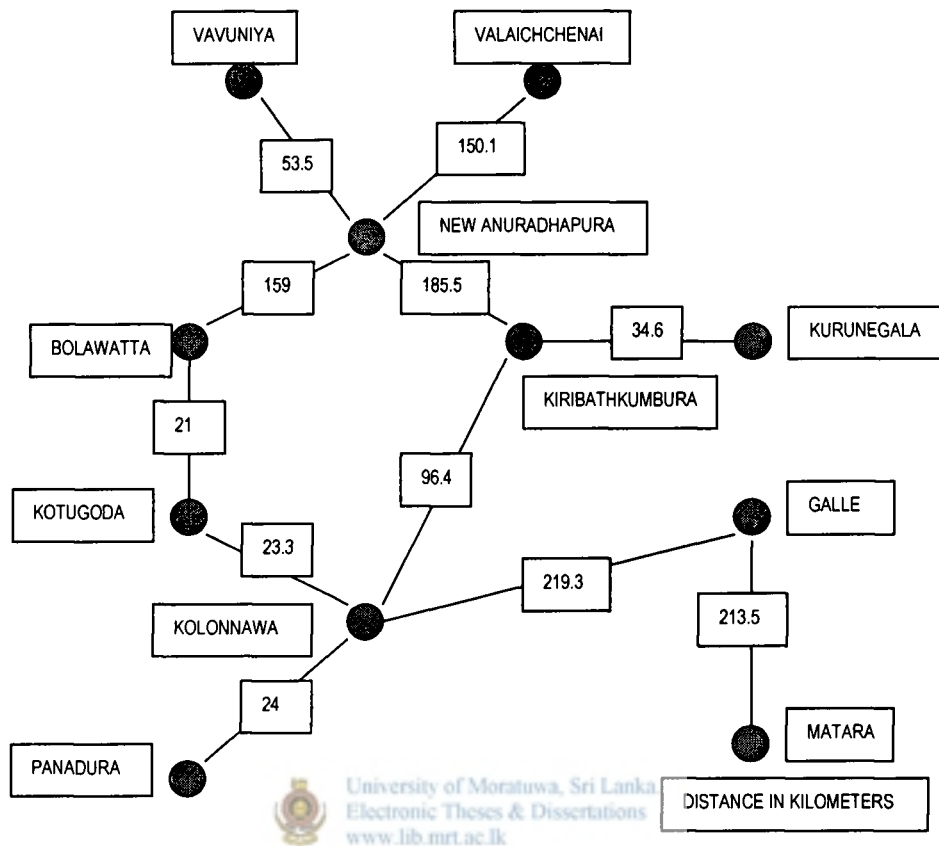 VAVUNIYA
VALAICHCHENAI
53.5
150.1
NEW ANURADHAPURA
159
185.5
BOLAWATTA
34.6
KURUNEGALA
KIRIBATHKUMBURA
21
96.4
KOTUGODA
GALLE
23.3
219.3
KOLONNAWA
213.5
24
PANADURA
MATARA
University of Moratuwa, Sri Lanka.
Electronic Theses & Dissertations
www.lib.mrt.ac.lk
DISTANCE IN KILOMETERS